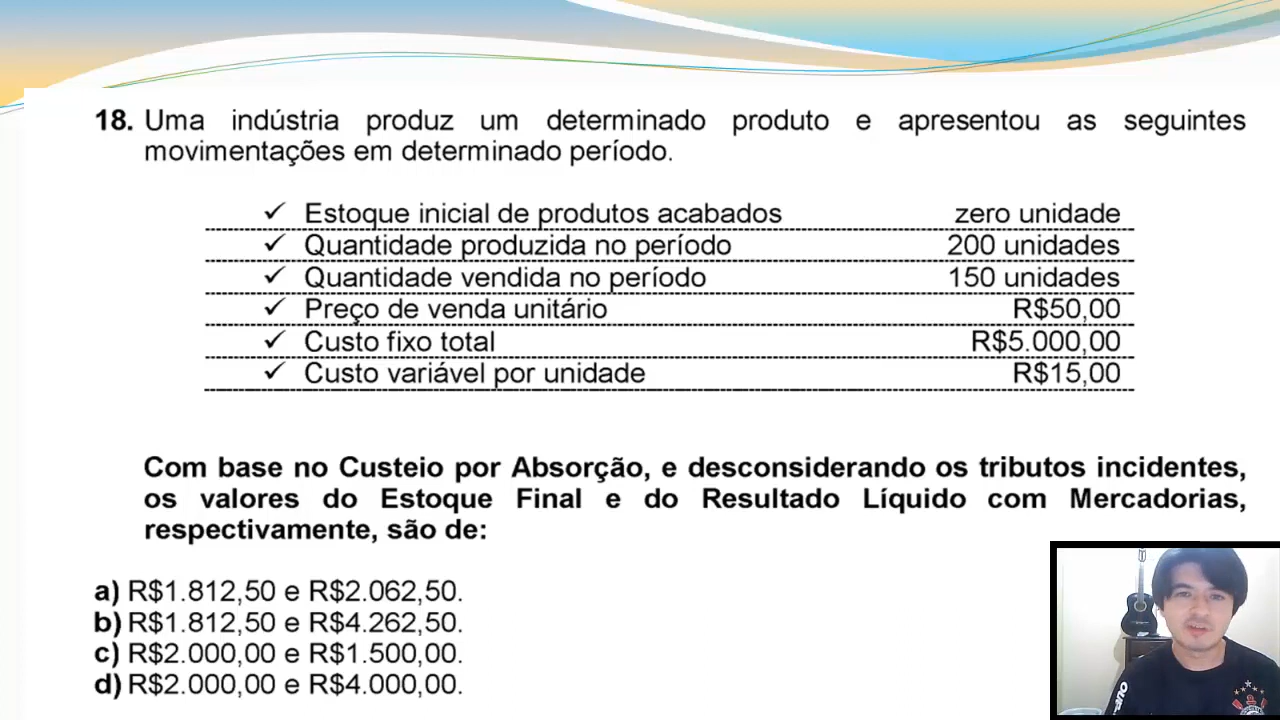 18. Uma indústria produz um determinado produto e apresentou as seguintes
movimentações em determinado período.
✓ Estoque inicial de produtos acabados zero unidade
✓ Quantidade produzida no período 200 unidades
✓ Quantidade vendida no período 150 unidades
✓ Preço de venda unitário R$50,00
✓ Custo fixo total R$5.000,00
✓ Custo variável por unidade R$15,00
Com base no Custeio por Absorção, e desconsiderando os tributos incidentes,
os valores do Estoque Final e do Resultado Líquido com Mercadorias,
respectivamente, são de:
a) R$1.812,50 e R$2.062,50.
b) R$1.812,50 e R$4.262,50.
c) R$2.000,00 e R$1.500,00.
d) R$2.000,00 e R$4.000,00.